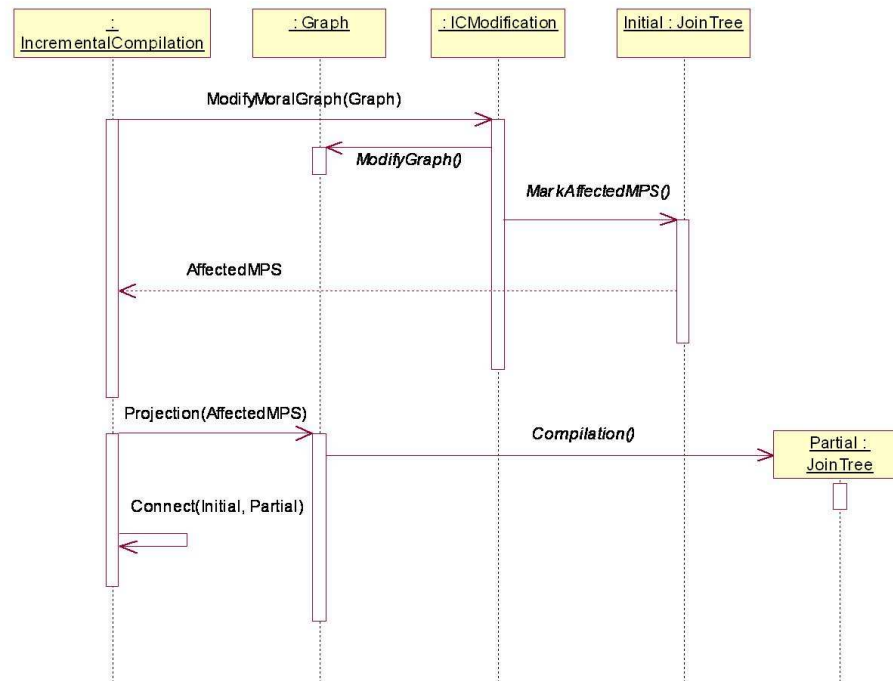 :
IncrementalCompilation
: Graph
: ICModification
Initial : JoinTree
ModifyMoralGraph(Graph)
ModifyGraph()
MarkAffectedMPS()
AffectedMPS
Projection(AffectedMPS)
Compilation()
Partial :
JoinTree
Connect(Initial, Partial)